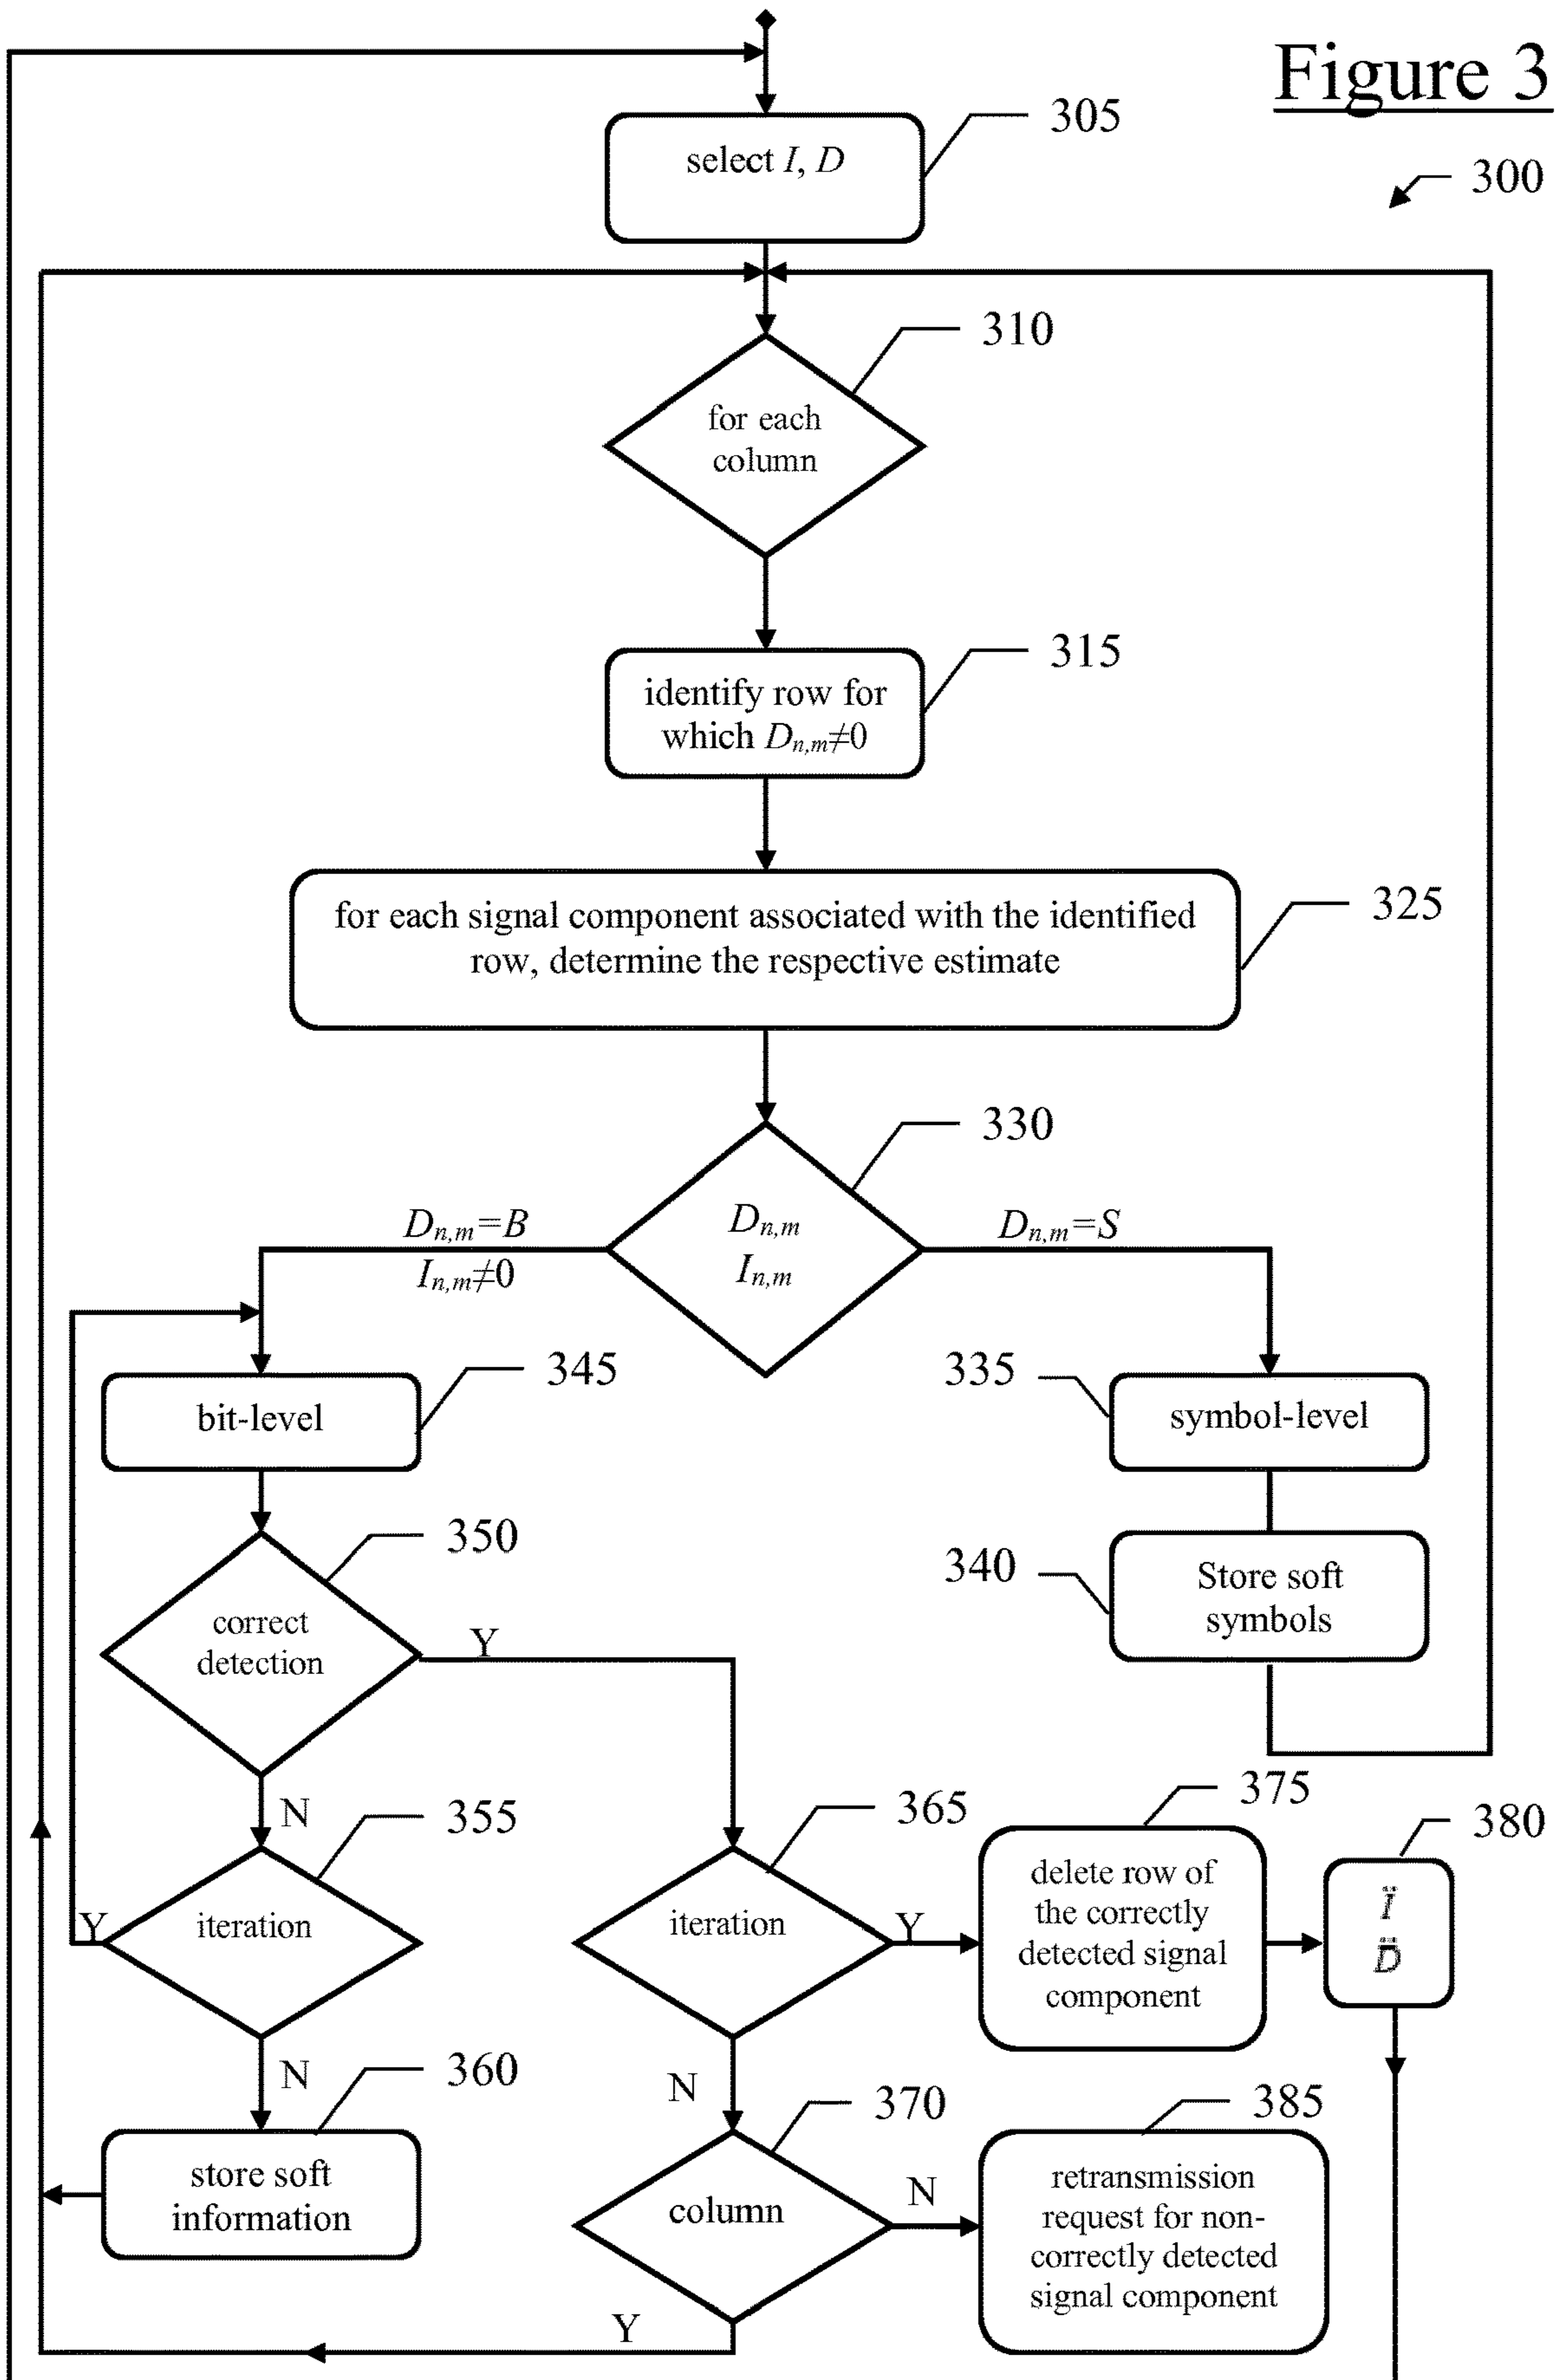 Figure 3
305
select I, D
300
310
for each
column
315
identify row for
which Dn,m≠0
325
for each signal component associated with the identified
row, determine the respective estimate
330
Dn,m=B
In,m≠0
Dn,m
In,m
Dn,m=S
345
bit-level
335
symbol-level
350
correct
detection
Y
340
Store soft
symbols
N
355
iteration
Y
365
iteration
Y
375
delete row of
the correctly
detected signal
component
380
Ï
D̈
N
360
store soft
information
N
370
column
N
385
retransmission
request for non-
correctly detected
signal component
Y